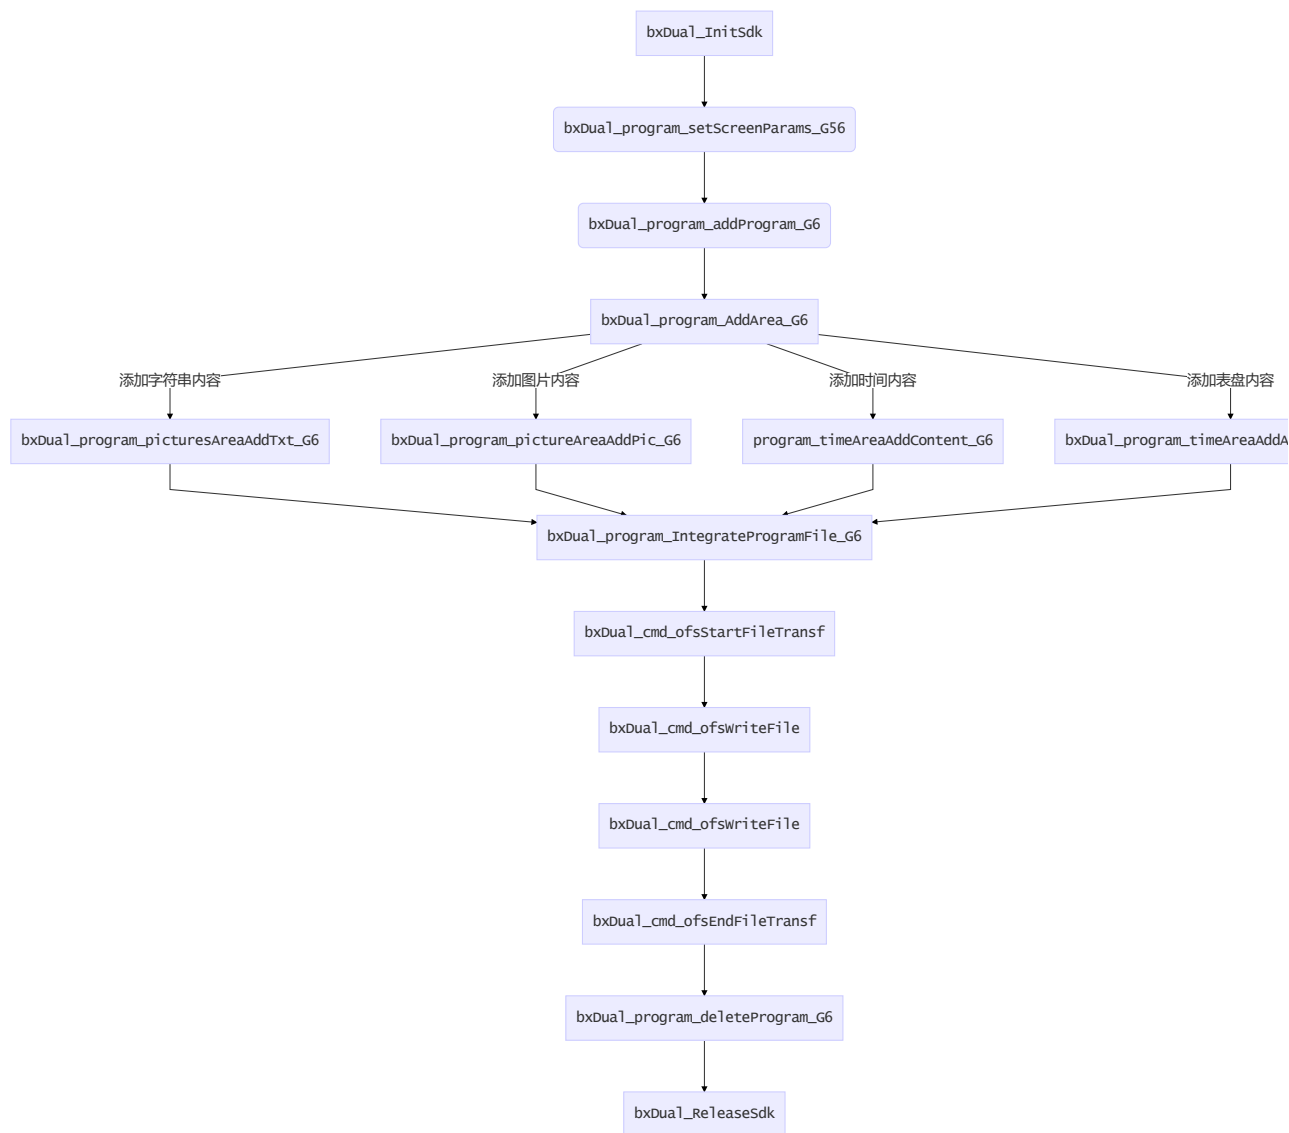 bxDual_InitSdk
bxDual_program_setScreenParams_G56
bxDual_program_addProgram_G6
bxDual_program_AddArea_G6
添加字符串内容
添加图片内容
添加时间内容
添加表盘内容
bxDual_program_picturesAreaAddTxt_G6
bxDual_program_pictureAreaAddPic_G6
program_timeAreaAddContent_G6
bxDual_program_timeAreaAddA
bxDual_program_IntegrateProgramFile_G6
bxDual_cmd_ofsStartFileTransf
bxDual_cmd_ofsWriteFile
bxDual_cmd_ofsWriteFile
bxDual_cmd_ofsEndFileTransf
bxDual_program_deleteProgram_G6
bxDual_ReleaseSdk